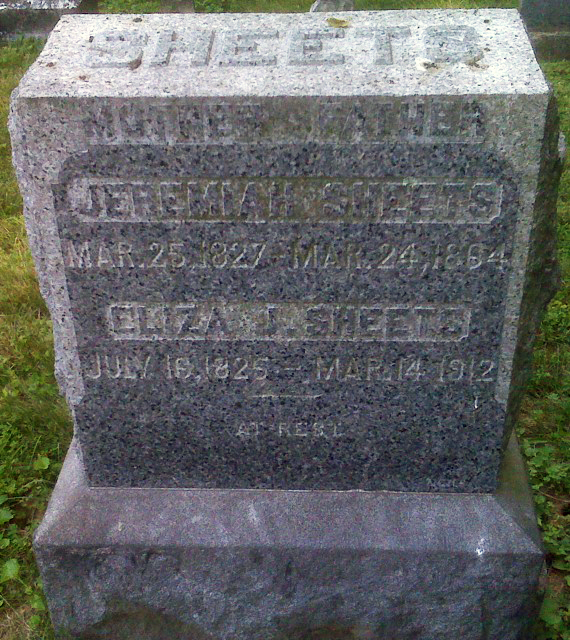 SHEETS
MOTHER & FATHER
JEREMIAH SHEETS
MAR. 25, 1827 – MAR. 24, 1894
ELIZA J. SHEETS
JULY 16, 1825 – MAR. 14 1912
AT REST